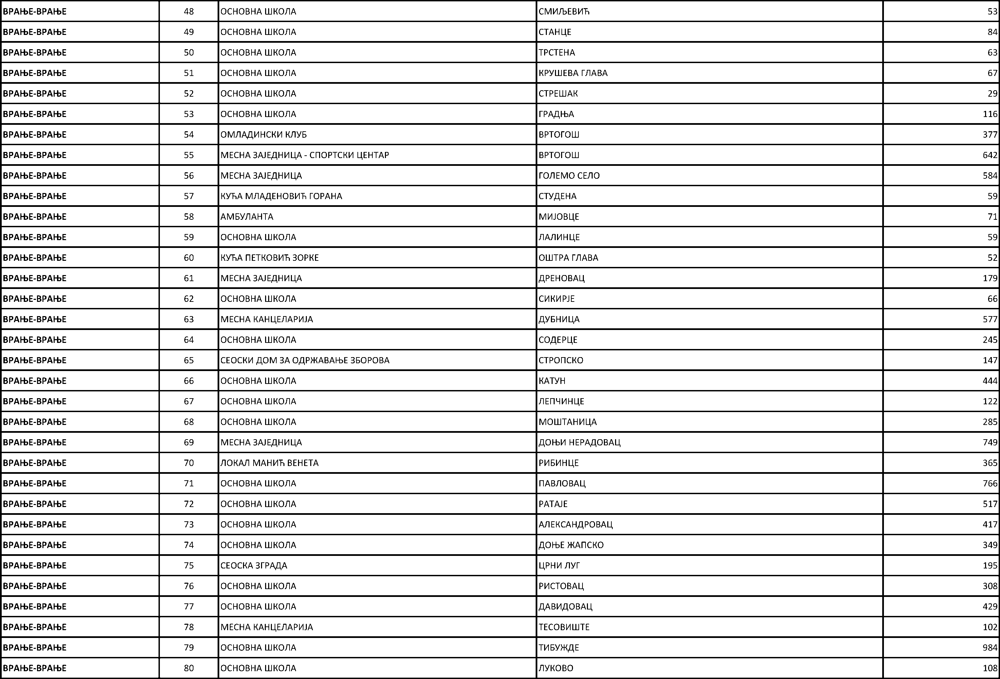 ВРАЊЕ-ВРАЊЕ 48 ОСНОВНА ШКОЛА СМИЉЕВИЋ 53
ВРАЊЕ-ВРАЊЕ 49 ОСНОВНА ШКОЛА СТАНЦЕ 84
ВРАЊЕ-ВРАЊЕ 50 ОСНОВНА ШКОЛА ТРСТЕНА 63
ВРАЊЕ-ВРАЊЕ 51 ОСНОВНА ШКОЛА КРУШЕВА ГЛАВА 67
ВРАЊЕ-ВРАЊЕ 52 ОСНОВНА ШКОЛА СТРЕШАК 29
ВРАЊЕ-ВРАЊЕ 53 ОСНОВНА ШКОЛА ГРАДЊА 116
ВРАЊЕ-ВРАЊЕ 54 ОМЛАДИНСКИ КЛУБ ВРТОГОШ 377
ВРАЊЕ-ВРАЊЕ 55 МЕСНА ЗАЈЕДНИЦА - СПОРТСКИ ЦЕНТАР ВРТОГОШ 642
ВРАЊЕ-ВРАЊЕ 56 МЕСНА ЗАЈЕДНИЦА ГОЛЕМО СЕЛО 584
ВРАЊЕ-ВРАЊЕ 57 КУЋА МЛАДЕНОВИЋ ГОРАНА СТУДЕНА 59
ВРАЊЕ-ВРАЊЕ 58 АМБУЛАНТА МИЈОВЦЕ 71
ВРАЊЕ-ВРАЊЕ 59 ОСНОВНА ШКОЛА ЛАЛИНЦЕ 59
ВРАЊЕ-ВРАЊЕ 60 КУЋА ПЕТКОВИЋ ЗОРКЕ ОШТРА ГЛАВА 52
ВРАЊЕ-ВРАЊЕ 61 МЕСНА ЗАЈЕДНИЦА ДРЕНОВАЦ 179
ВРАЊЕ-ВРАЊЕ 62 ОСНОВНА ШКОЛА СИКИРЈЕ 66
ВРАЊЕ-ВРАЊЕ 63 МЕСНА КАНЦЕЛАРИЈА ДУБНИЦА 577
ВРАЊЕ-ВРАЊЕ 64 ОСНОВНА ШКОЛА СОДЕРЦЕ 245
ВРАЊЕ-ВРАЊЕ 65 СЕОСКИ ДОМ ЗА ОДРЖАВАЊЕ ЗБОРОВА СТРОПСКО 147
ВРАЊЕ-ВРАЊЕ 66 ОСНОВНА ШКОЛА КАТУН 444
ВРАЊЕ-ВРАЊЕ 67 ОСНОВНА ШКОЛА ЛЕПЧИНЦЕ 122
ВРАЊЕ-ВРАЊЕ 68 ОСНОВНА ШКОЛА МОШТАНИЦА 285
ВРАЊЕ-ВРАЊЕ 69 МЕСНА ЗАЈЕДНИЦА ДОЊИ НЕРАДОВАЦ 749
ВРАЊЕ-ВРАЊЕ 70 ЛОКАЛ МАНИЋ ВЕНЕТА РИБИНЦЕ 365
ВРАЊЕ-ВРАЊЕ 71 ОСНОВНА ШКОЛА ПАВЛОВАЦ 766
ВРАЊЕ-ВРАЊЕ 72 ОСНОВНА ШКОЛА РАТАЈЕ 517
ВРАЊЕ-ВРАЊЕ 73 ОСНОВНА ШКОЛА АЛЕКСАНДРОВАЦ 417
ВРАЊЕ-ВРАЊЕ 74 ОСНОВНА ШКОЛА ДОЊЕ ЖАПСКО 349
ВРАЊЕ-ВРАЊЕ 75 СЕОСКА ЗГРАДА ЦРНИ ЛУГ 195
ВРАЊЕ-ВРАЊЕ 76 ОСНОВНА ШКОЛА РИСТОВАЦ 308
ВРАЊЕ-ВРАЊЕ 77 ОСНОВНА ШКОЛА ДАВИДОВАЦ 429
ВРАЊЕ-ВРАЊЕ 78 МЕСНА КАНЦЕЛАРИЈА ТЕСОВИШТЕ 102
ВРАЊЕ-ВРАЊЕ 79 ОСНОВНА ШКОЛА ТИБУЖДЕ 984
ВРАЊЕ-ВРАЊЕ 80 ОСНОВНА ШКОЛА ЛУКОВО 108